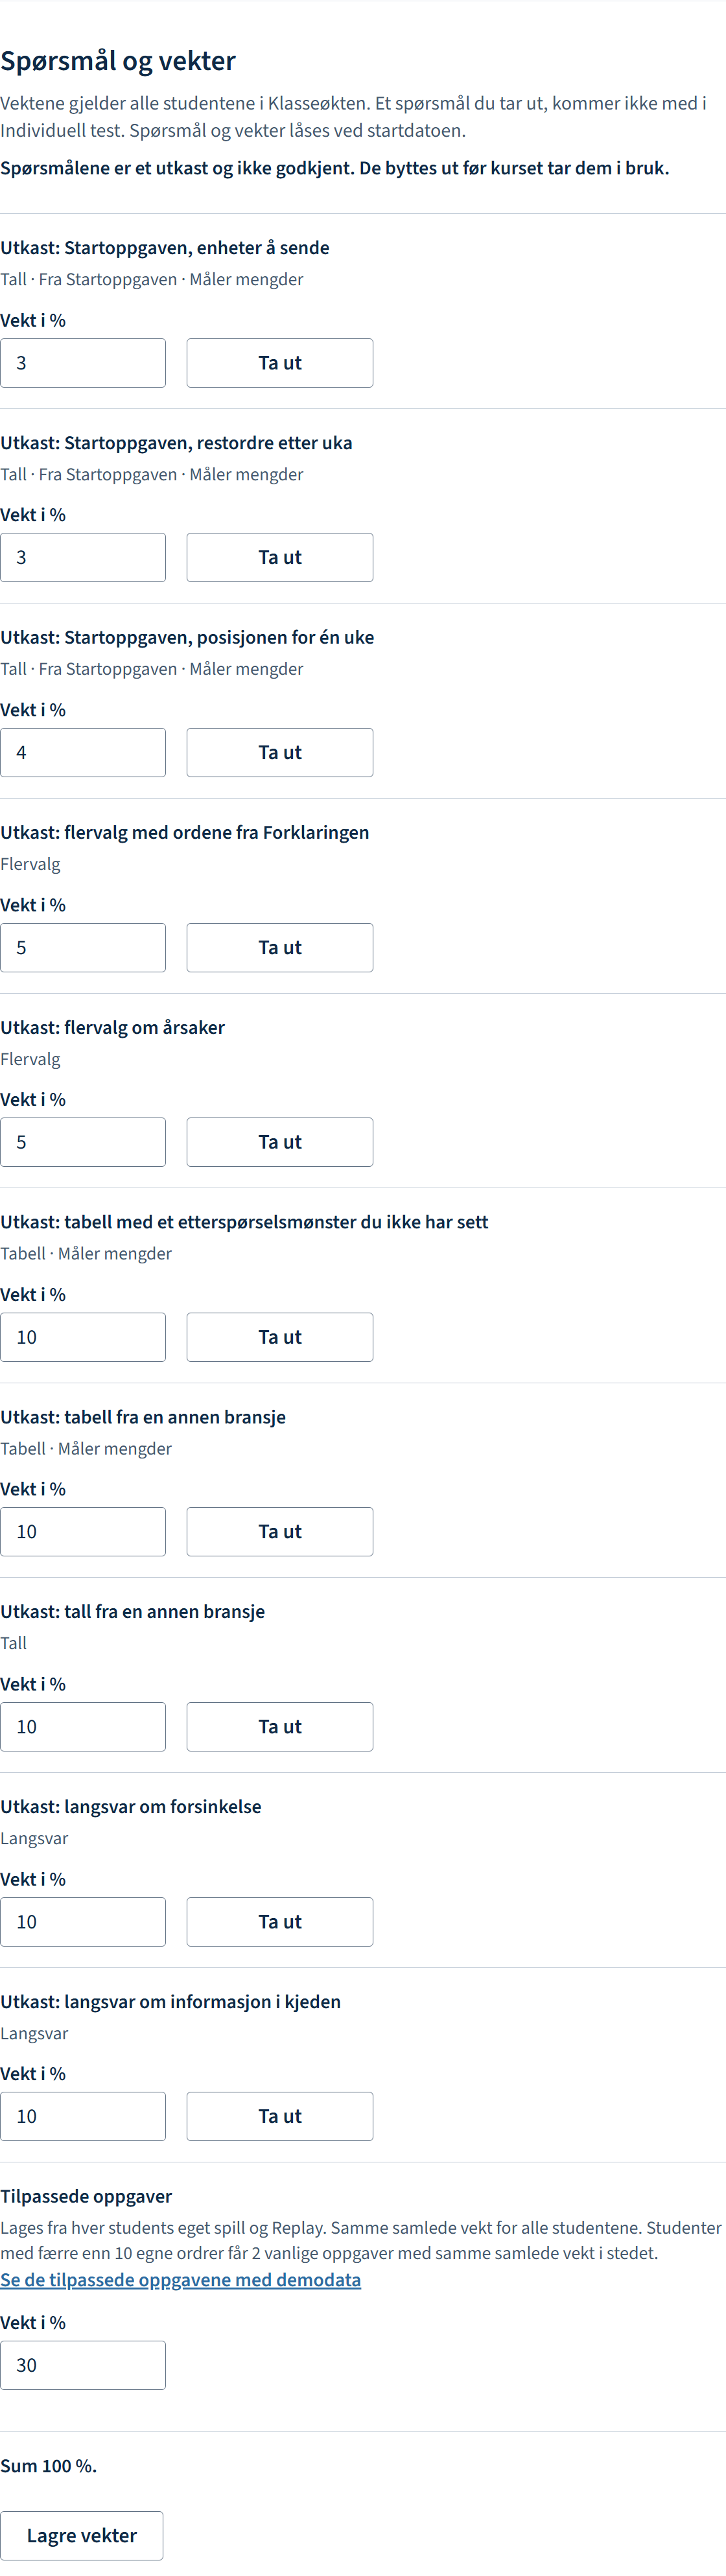 Spørsmål og vekter
Vektene gjelder alle studentene i Klasseøkten. Et spørsmål du tar ut, kommer ikke med i
Individuell test. Spørsmål og vekter låses ved startdatoen.
Spørsmålene er et utkast og ikke godkjent. De byttes ut før kurset tar dem i bruk.
Utkast: Startoppgaven, enheter å sende
Tall · Fra Startoppgaven · Måler mengder
Vekt i %
3
Ta ut
Utkast: Startoppgaven, restordre etter uka
Tall · Fra Startoppgaven · Måler mengder
Vekt i %
3
Ta ut
Utkast: Startoppgaven, posisjonen for én uke
Tall · Fra Startoppgaven · Måler mengder
Vekt i %
4
Ta ut
Utkast: flervalg med ordene fra Forklaringen
Flervalg
Vekt i %
5
Ta ut
Utkast: flervalg om årsaker
Flervalg
Vekt i %
5
Ta ut
Utkast: tabell med et etterspørselsmønster du ikke har sett
Tabell · Måler mengder
Vekt i %
10
Ta ut
Utkast: tabell fra en annen bransje
Tabell · Måler mengder
Vekt i %
10
Ta ut
Utkast: tall fra en annen bransje
Tall
Vekt i %
10
Ta ut
Utkast: langsvar om forsinkelse
Langsvar
Vekt i %
10
Ta ut
Utkast: langsvar om informasjon i kjeden
Langsvar
Vekt i %
10
Ta ut
Tilpassede oppgaver
Lages fra hver students eget spill og Replay. Samme samlede vekt for alle studentene. Studenter
med færre enn 10 egne ordrer får 2 vanlige oppgaver med samme samlede vekt i stedet.
Se de tilpassede oppgavene med demodata
Vekt i %
30
Sum 100 %.
Lagre vekter